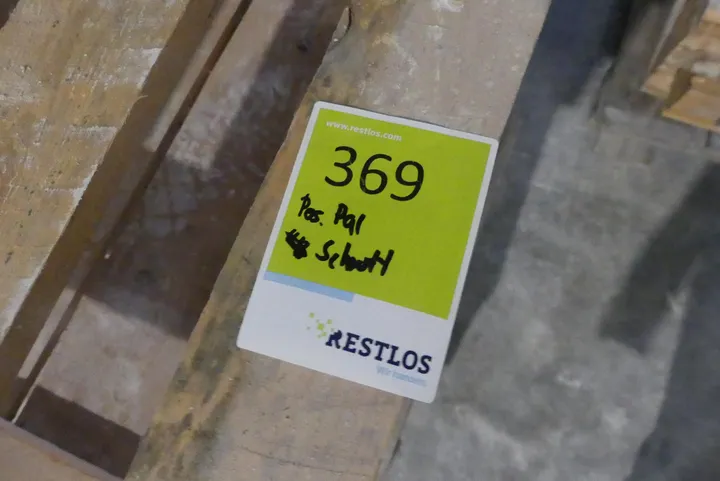 www.restlos.com
369
Pos. Pal
Schrott
RESTLOS